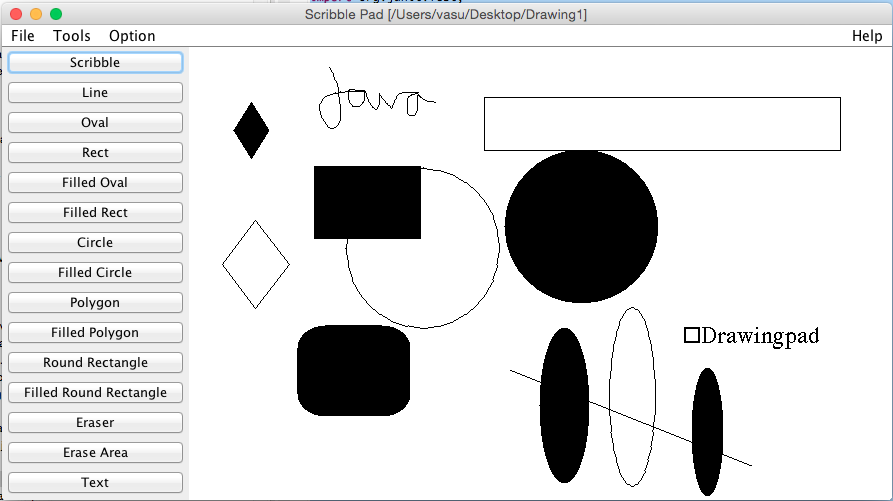 Scribble Pad [/Users/vasu/Desktop/Drawing1]
File Tools Option Help
Scribble
Line
Oval
Rect
Filled Oval
Filled Rect
Circle
Filled Circle
Polygon
Filled Polygon
Round Rectangle
Filled Round Rectangle
Eraser
Erase Area
Text
Java
□Drawingpad